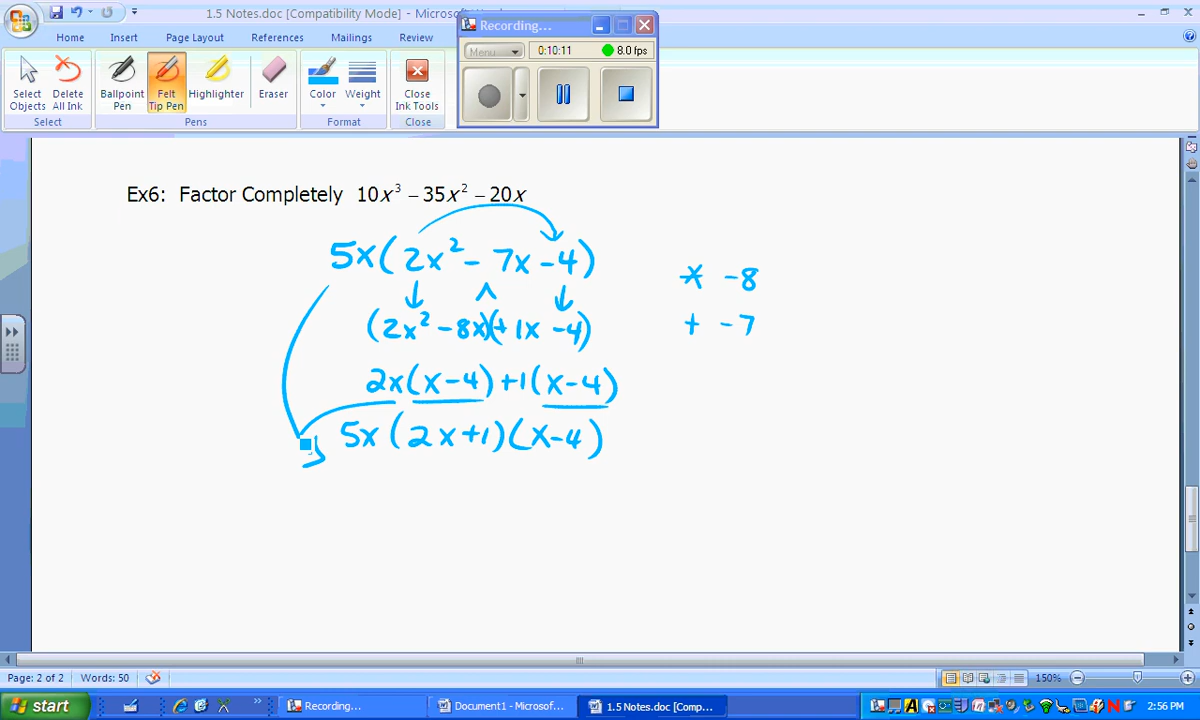 1.5 Notes.doc [Compatibility Mode] - Microsoft
Recording...
Home Insert Page Layout References Mailings Review
Menu 0:10:11 8.0 fps
Select Objects Delete All Ink Ballpoint Pen Felt Tip Pen Highlighter Eraser Color Weight Close Ink Tools
Select Pens Format Close
Ex6: Factor Completely 10x³ – 35x² – 20x
5x(2x² - 7x - 4)
* -8
(2x² - 8x)(+ 1x - 4)
+ -7
2x(x-4)+1(x-4)
5x(2x+1)(x-4)
Page: 2 of 2 Words: 50 150%
start Recording... Document1 - Microsof... 1.5 Notes.doc [Comp... 2:56 PM